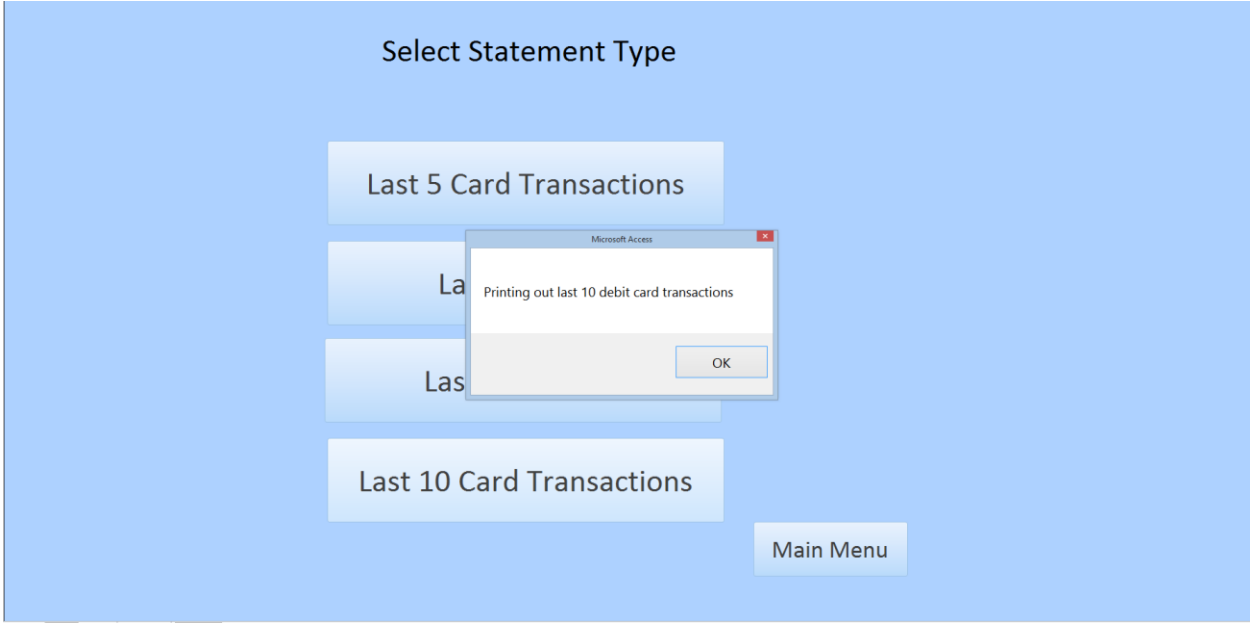 Select Statement Type
Last 5 Card Transactions
Microsoft Access
La
Printing out last 10 debit card transactions
OK
Las
Last 10 Card Transactions
Main Menu